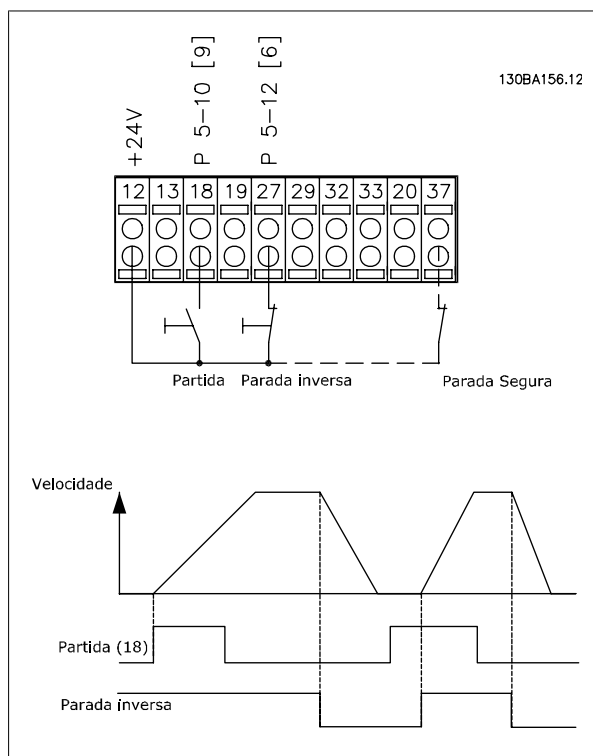 130BA156.12
+24V
P 5-10 [9]
P 5-12 [6]
12 13 18 19 27 29 32 33 20 37
Partida Parada inversa Parada Segura
Velocidade
Partida (18)
Parada inversa